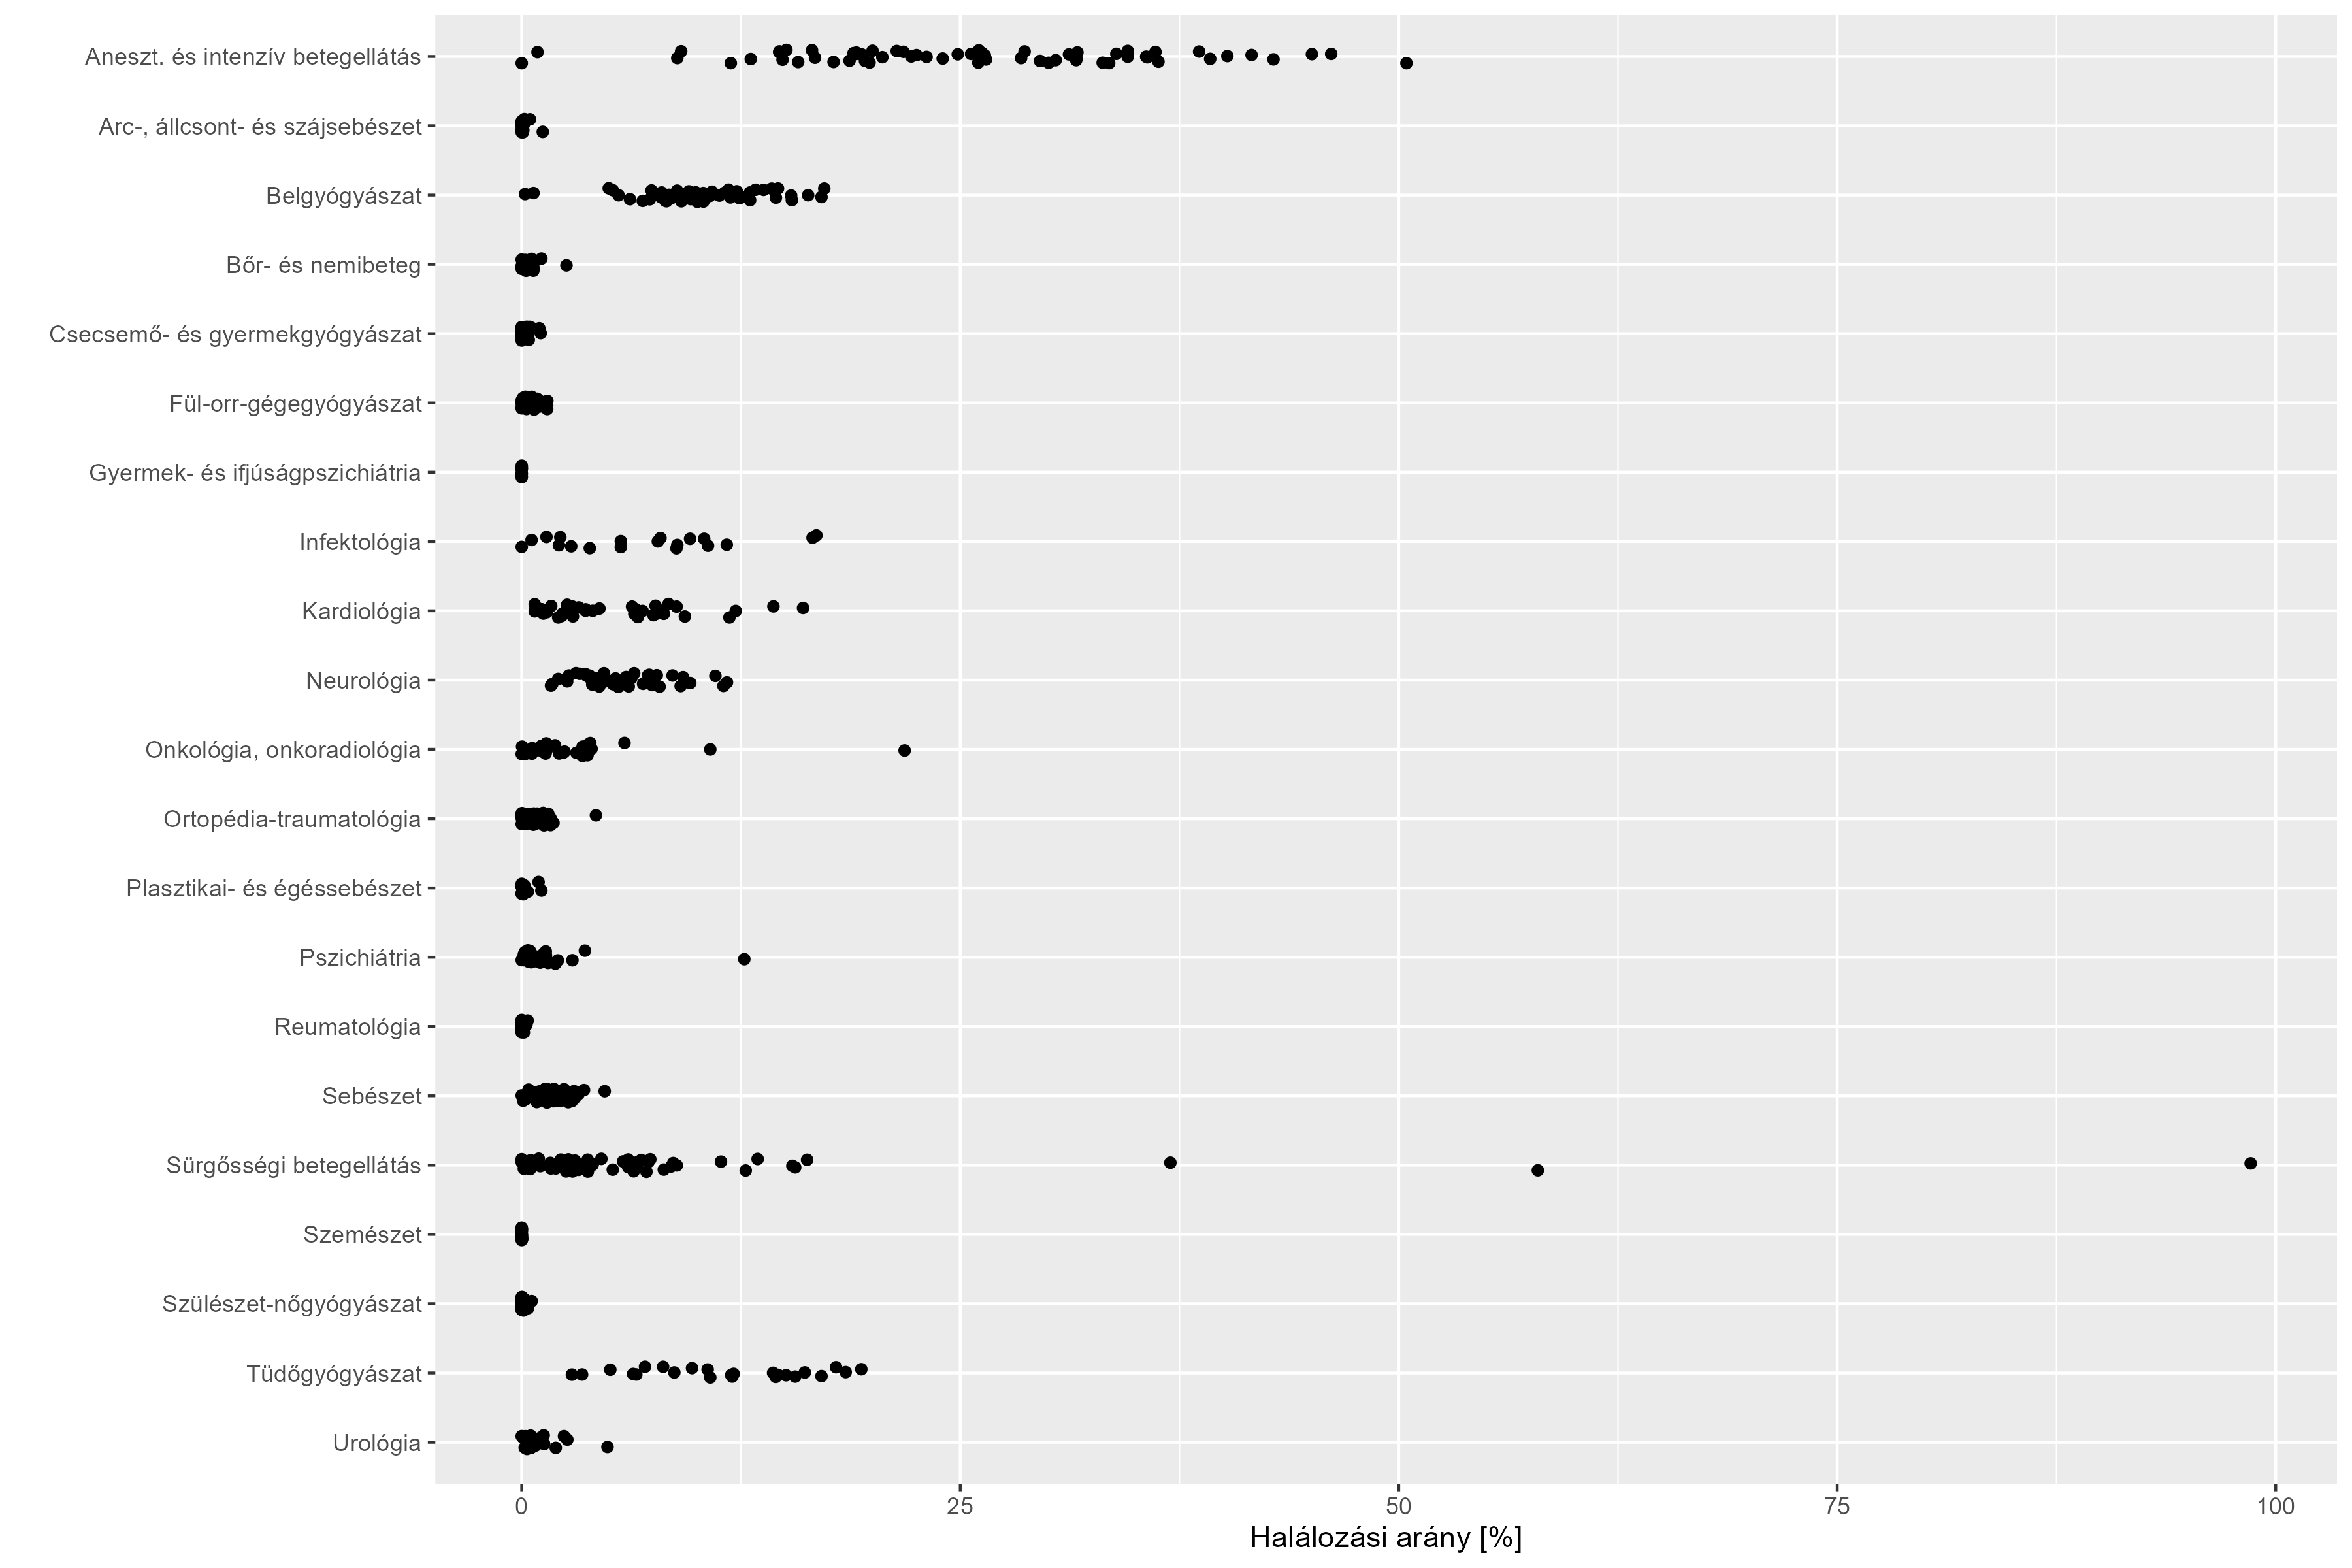 Aneszt. és intenzív betegellátás
Arc-, állcsont- és szájsebészet
Belgyógyászat
Bőr- és nemibeteg
Csecsemő- és gyermekgyógyászat
Fül-orr-gégegyógyászat
Gyermek- és ifjúságpszichiátria
Infektológia
Kardiológia
Neurológia
Onkológia, onkoradiológia
Ortopédia-traumatológia
Plasztikai- és égéssebészet
Pszichiátria
Reumatológia
Sebészet
Sürgősségi betegellátás
Szemészet
Szülészet-nőgyógyászat
Tüdőgyógyászat
Urológia
0 25 50 75 100
Halálozási arány [%]